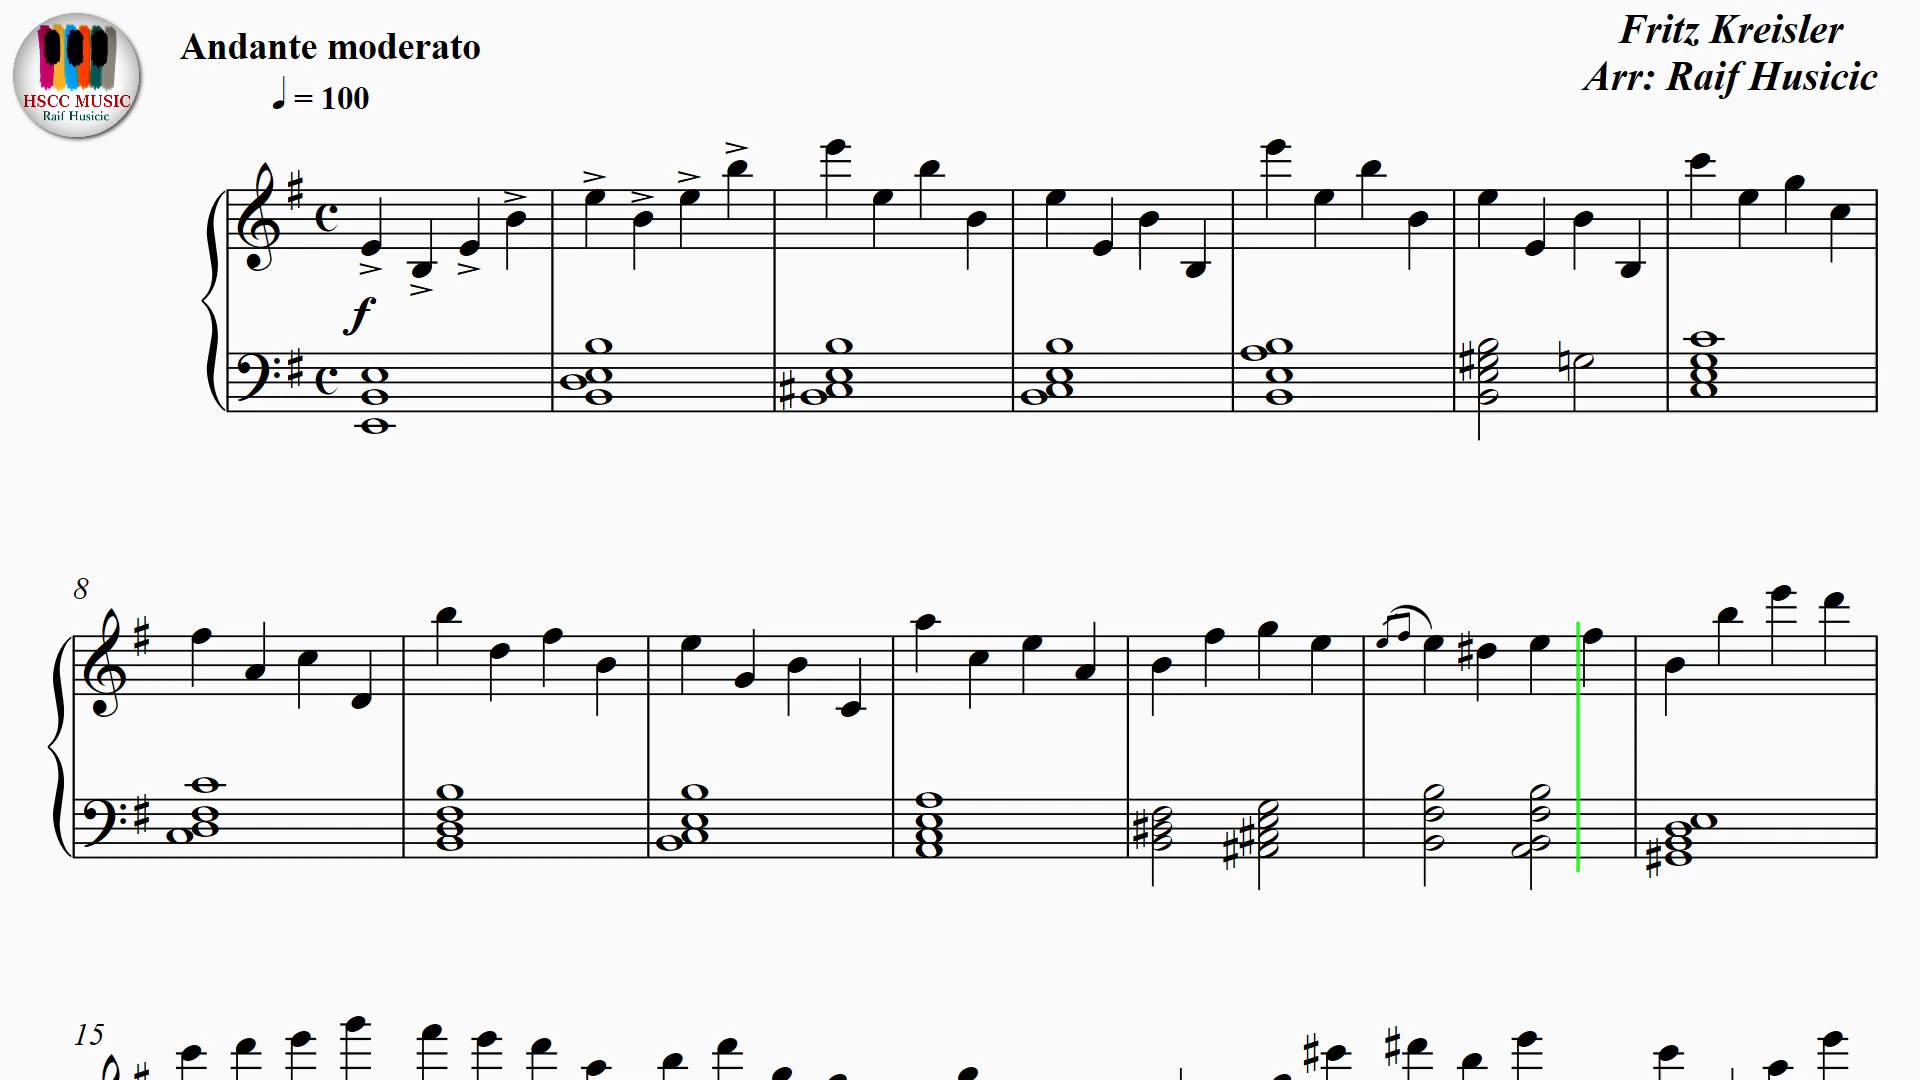 HSCC MUSIC
Raif Husicic
Andante moderato
♩ = 100
Fritz Kreisler
Arr: Raif Husicic
f
8
15